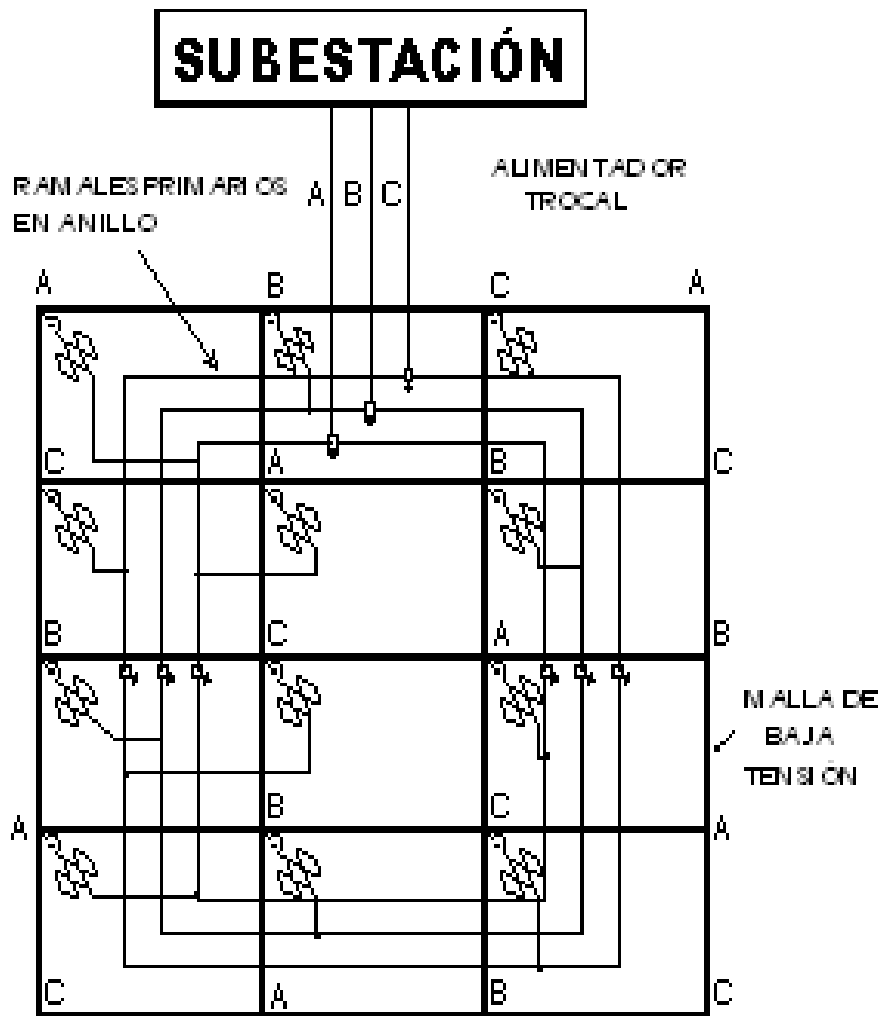 SUBESTACIÓN
RAMALES PRIMARIOS
EN ANILLO
A B C
ALIMENTADOR
TROCAL
A B C A
C A B C
B C A B
MALLA DE
BAJA
TENSIÓN
A B C A
C A B C